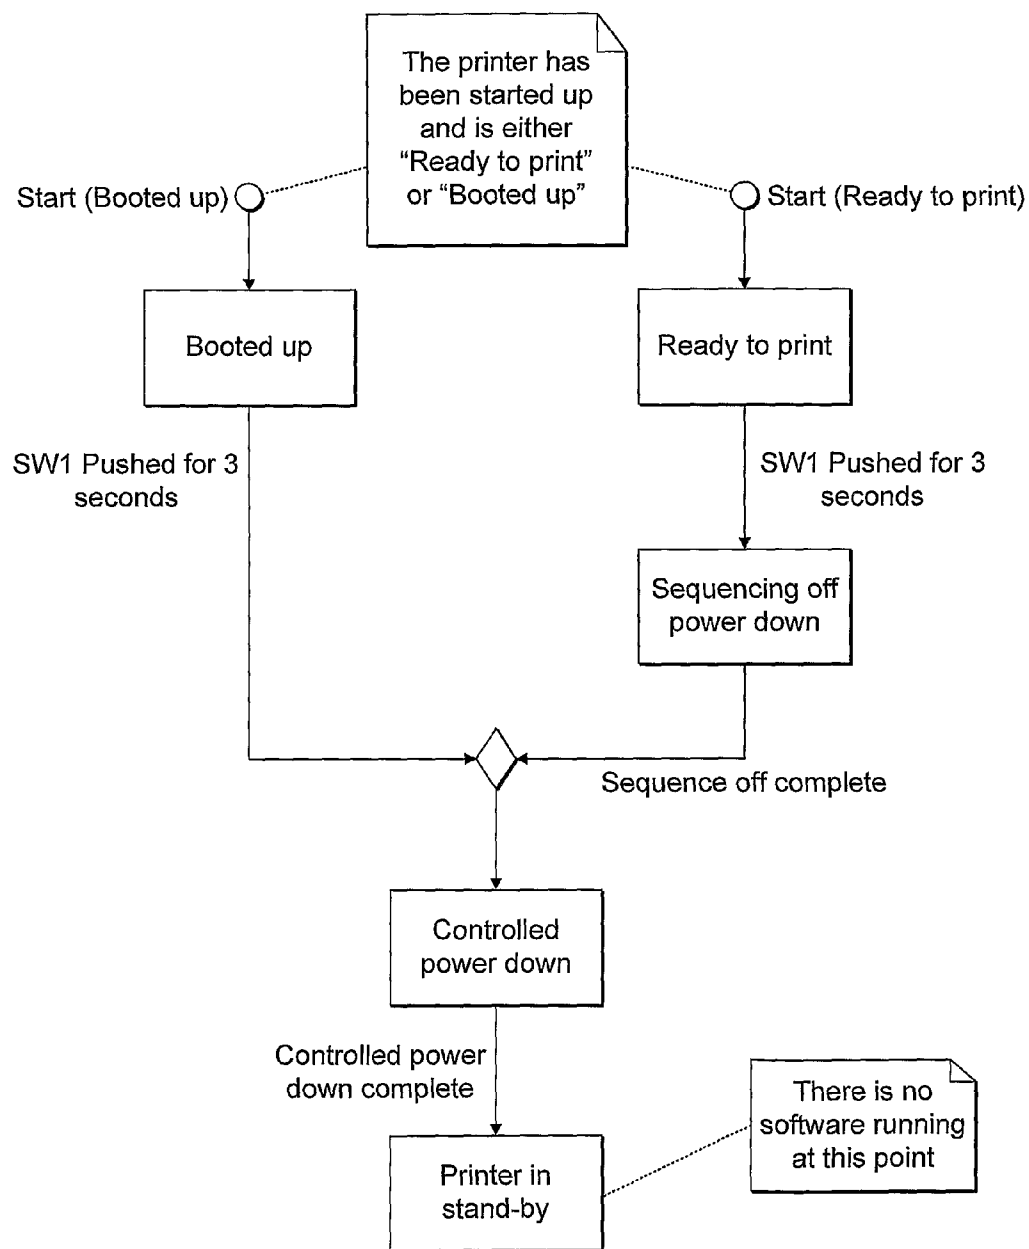 The printer has
been started up
and is either
“Ready to print”
or “Booted up”
Start (Booted up)
Start (Ready to print)
Booted up
Ready to print
SW1 Pushed for 3
seconds
SW1 Pushed for 3
seconds
Sequencing off
power down
Sequence off complete
Controlled
power down
Controlled power
down complete
There is no
software running
at this point
Printer in
stand-by